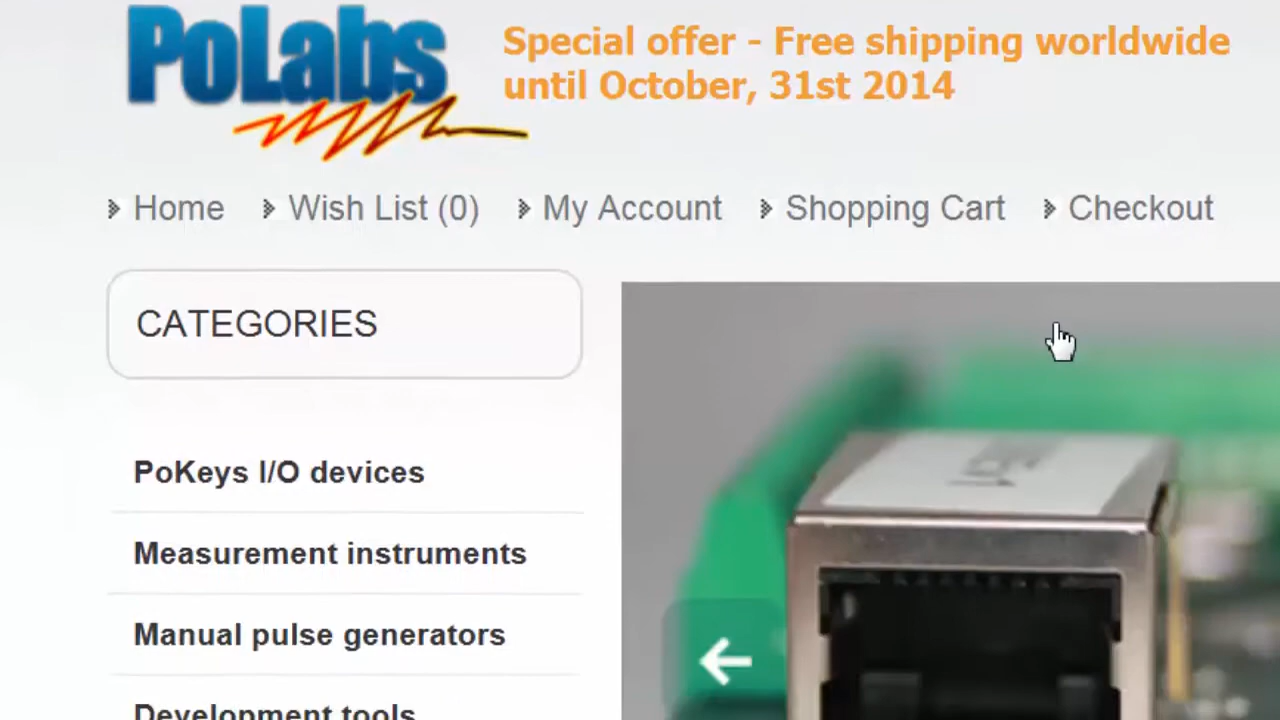 PoLabs
Special offer - Free shipping worldwide
until October, 31st 2014
Home
Wish List (0)
My Account
Shopping Cart
Checkout
CATEGORIES
PoKeys I/O devices
Measurement instruments
Manual pulse generators
Development tools